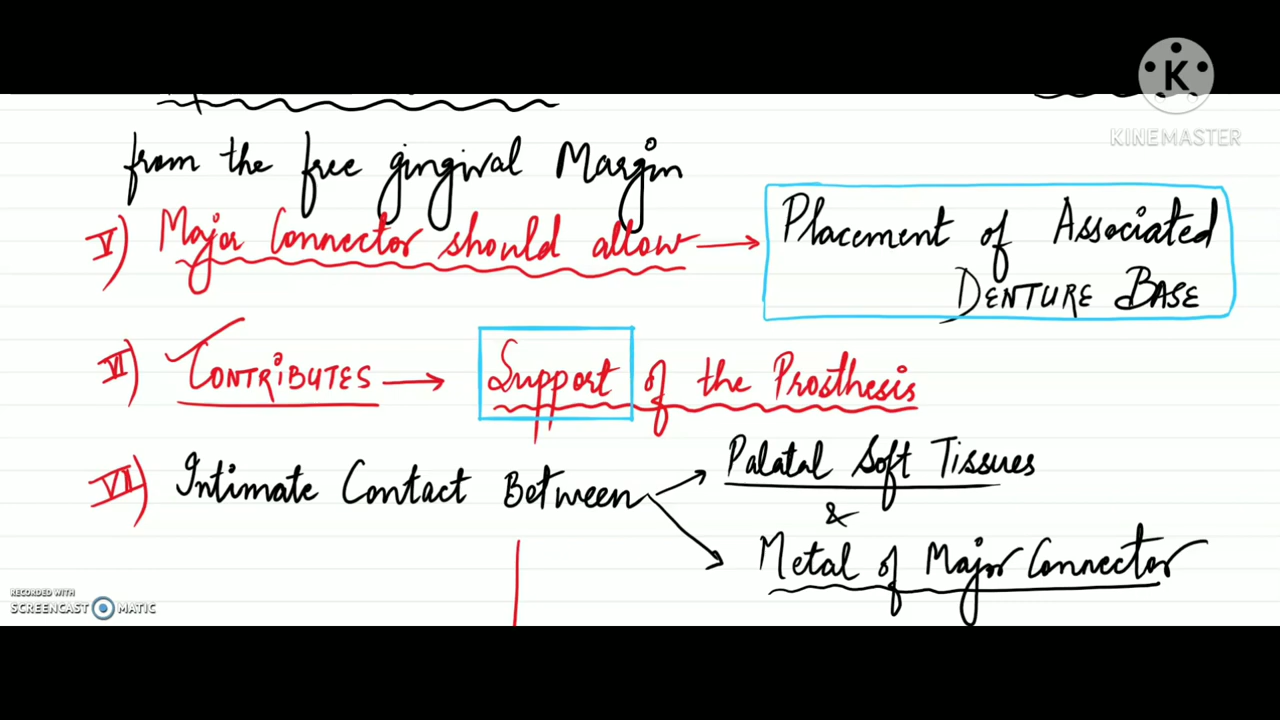 K
KINEMASTER
from the free gingival Margin
V) Major Connector should allow → Placement of Associated
DENTURE BASE
VI) CONTRIBUTES → Support of the Prosthesis
VII) Intimate Contact Between Palatal Soft Tissues
&
Metal of Major Connector
RECORDED WITH
SCREENCAST MATIC